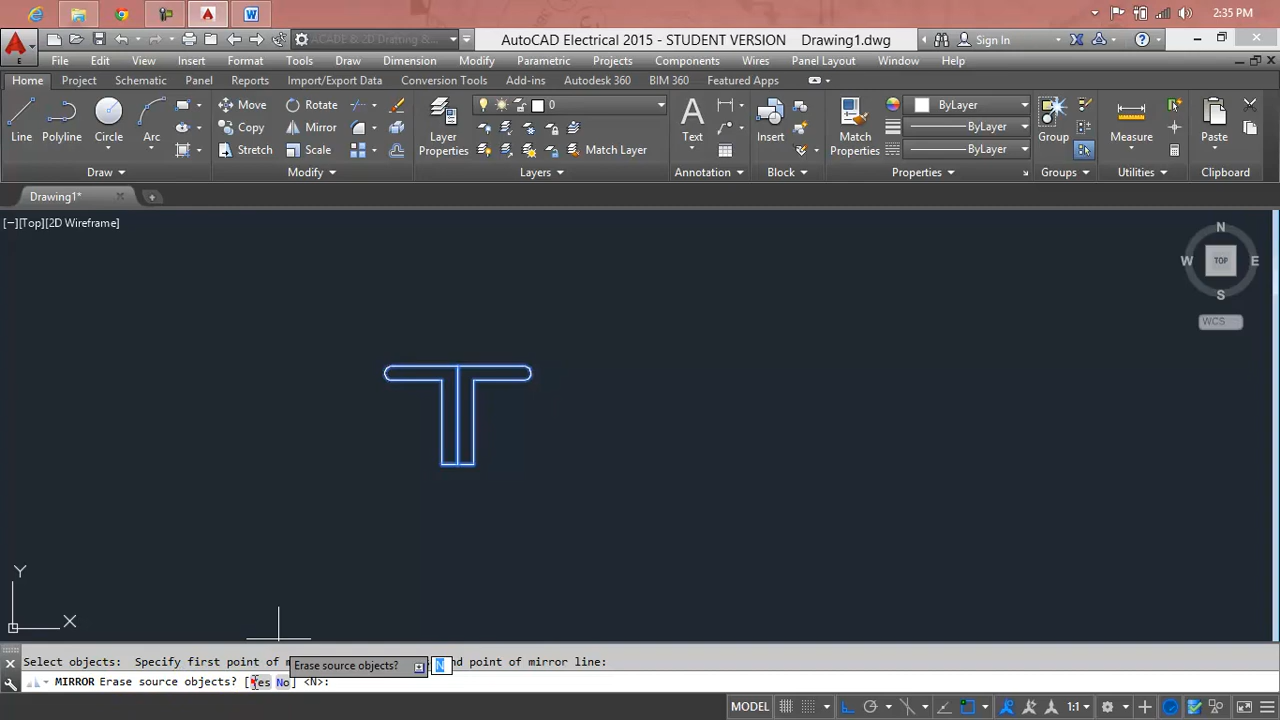 2:35 PM
ACADE & 2D Drafting &...
AutoCAD Electrical 2015 - STUDENT VERSION Drawing1.dwg
Sign In
E
File Edit View Insert Format Tools Draw Dimension Modify Parametric Projects Components Wires Panel Layout Window Help
Home Project Schematic Panel Reports Import/Export Data Conversion Tools Add-ins Autodesk 360 BIM 360 Featured Apps
Line Polyline Circle Arc
Move Rotate
Copy Mirror
Stretch Scale
Layer Properties
0
Match Layer
Text
Insert
Match Properties
ByLayer
ByLayer
ByLayer
Group
Measure
Paste
Draw Modify Layers Annotation Block Properties Groups Utilities Clipboard
Drawing1*
[−][Top][2D Wireframe]
N
W TOP E
S
WCS
Y
X
Select objects: Specify first point of m nd point of mirror line:
Erase source objects? N
MIRROR Erase source objects? [Yes No] <N>:
MODEL 1:1